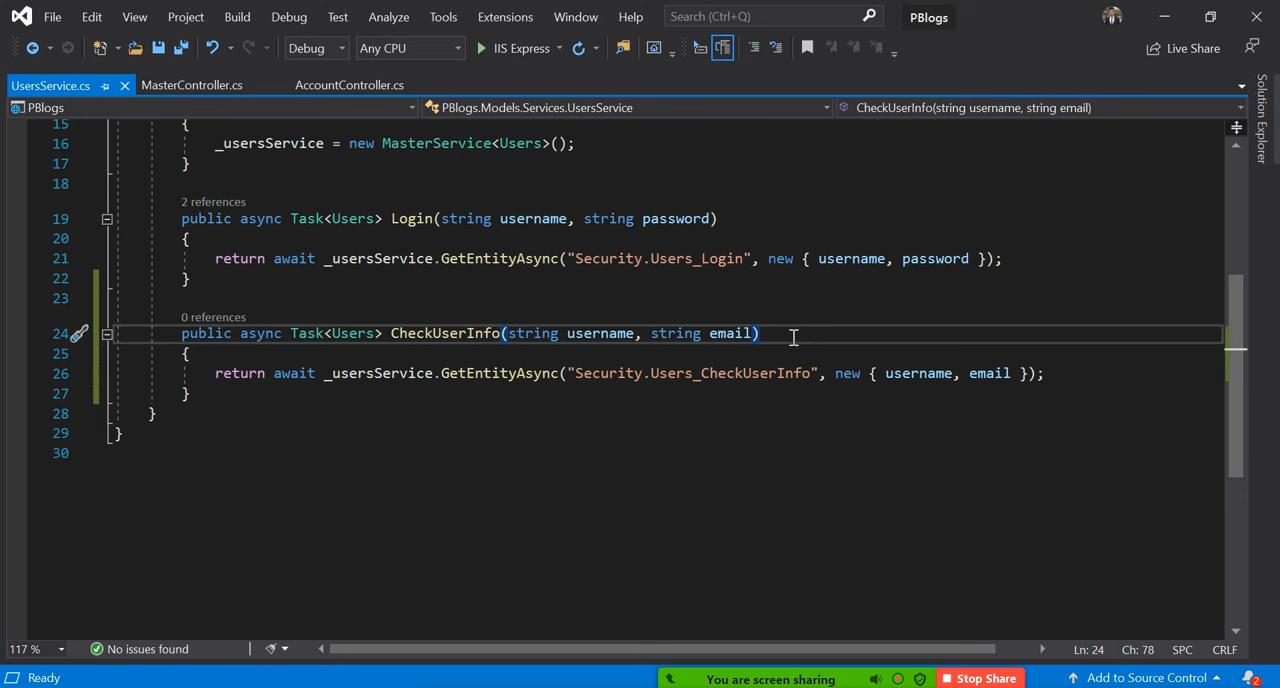 File Edit View Project Build Debug Test Analyze Tools Extensions Window Help Search (Ctrl+Q) PBlogs
Debug Any CPU IIS Express Live Share
UsersService.cs MasterController.cs AccountController.cs
PBlogs PBlogs.Models.Services.UsersService CheckUserInfo(string username, string email)
Solution Explorer
15 {
16 _usersService = new MasterService<Users>();
17 }
18
2 references
19 public async Task<Users> Login(string username, string password)
20 {
21 return await _usersService.GetEntityAsync("Security.Users_Login", new { username, password });
22 }
23
0 references
24 public async Task<Users> CheckUserInfo(string username, string email)
25 {
26 return await _usersService.GetEntityAsync("Security.Users_CheckUserInfo", new { username, email });
27 }
28 }
29 }
30
117 % No issues found Ln: 24 Ch: 78 SPC CRLF
Ready You are screen sharing Stop Share Add to Source Control 2